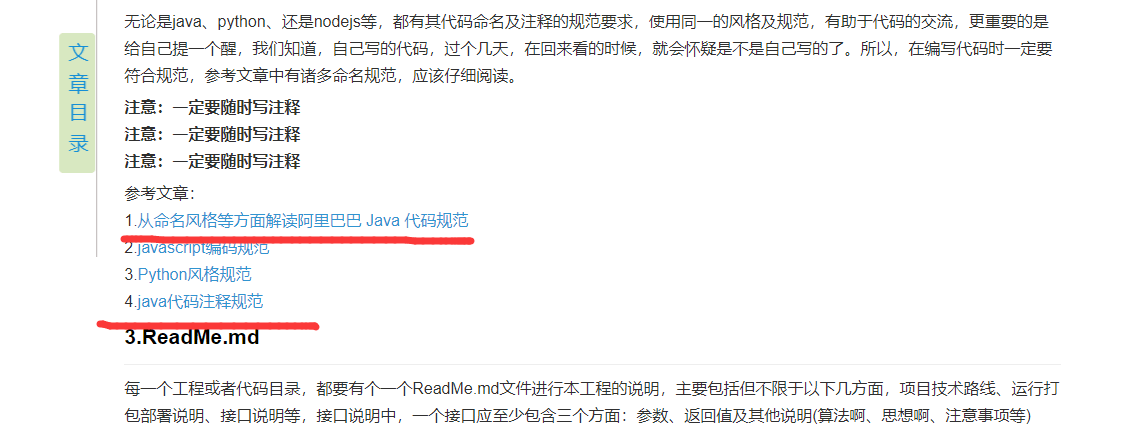 文
章
目
录
无论是java、python、还是nodejs等，都有其代码命名及注释的规范要求，使用同一的风格及规范，有助于代码的交流，更重要的是
给自己提一个醒，我们知道，自己写的代码，过个几天，在回来看的时候，就会怀疑是不是自己写的了。所以，在编写代码时一定要
符合规范，参考文章中有诸多命名规范，应该仔细阅读。
注意：一定要随时写注释
注意：一定要随时写注释
注意：一定要随时写注释
参考文章：
1.从命名风格等方面解读阿里巴巴 Java 代码规范
2.javascript编码规范
3.Python风格规范
4.java代码注释规范
3.ReadMe.md
每一个工程或者代码目录，都要有个一个ReadMe.md文件进行本工程的说明，主要包括但不限于以下几方面，项目技术路线、运行打
包部署说明、接口说明等，接口说明中，一个接口应至少包含三个方面：参数、返回值及其他说明(算法啊、思想啊、注意事项等)